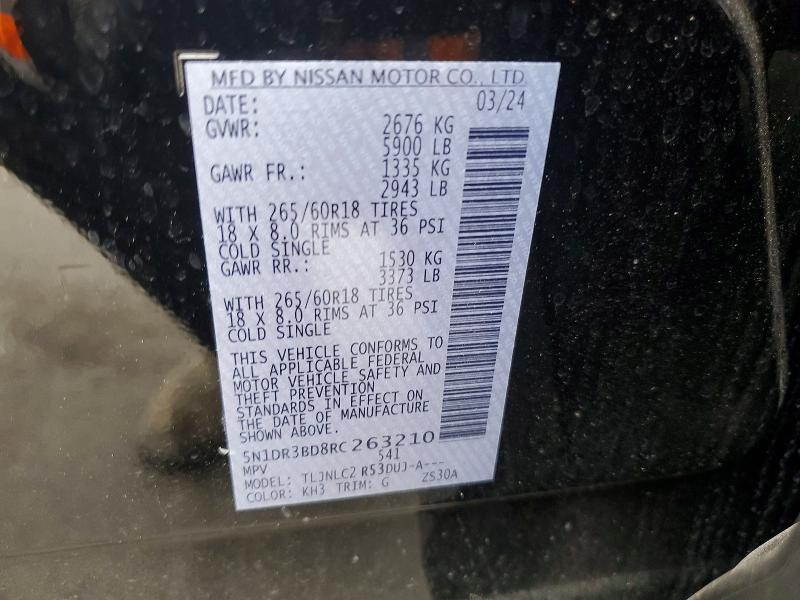 MFD BY NISSAN MOTOR CO., LTD.
DATE: 03/24
GVWR: 2676 KG
5900 LB
GAWR FR.: 1335 KG
2943 LB
WITH 265/60R18 TIRES
18 X 8.0 RIMS AT 36 PSI
COLD SINGLE
GAWR RR.: 1530 KG
3373 LB
WITH 265/60R18 TIRES
18 X 8.0 RIMS AT 36 PSI
COLD SINGLE
THIS VEHICLE CONFORMS TO
ALL APPLICABLE FEDERAL
MOTOR VEHICLE SAFETY AND
THEFT PREVENTION
STANDARDS IN EFFECT ON
THE DATE OF MANUFACTURE
SHOWN ABOVE.
5N1DR3BD8RC263210
MPV 541
MODEL: TLJNLC2 R53DUJ-A---
COLOR: KH3 TRIM: G ZS30A